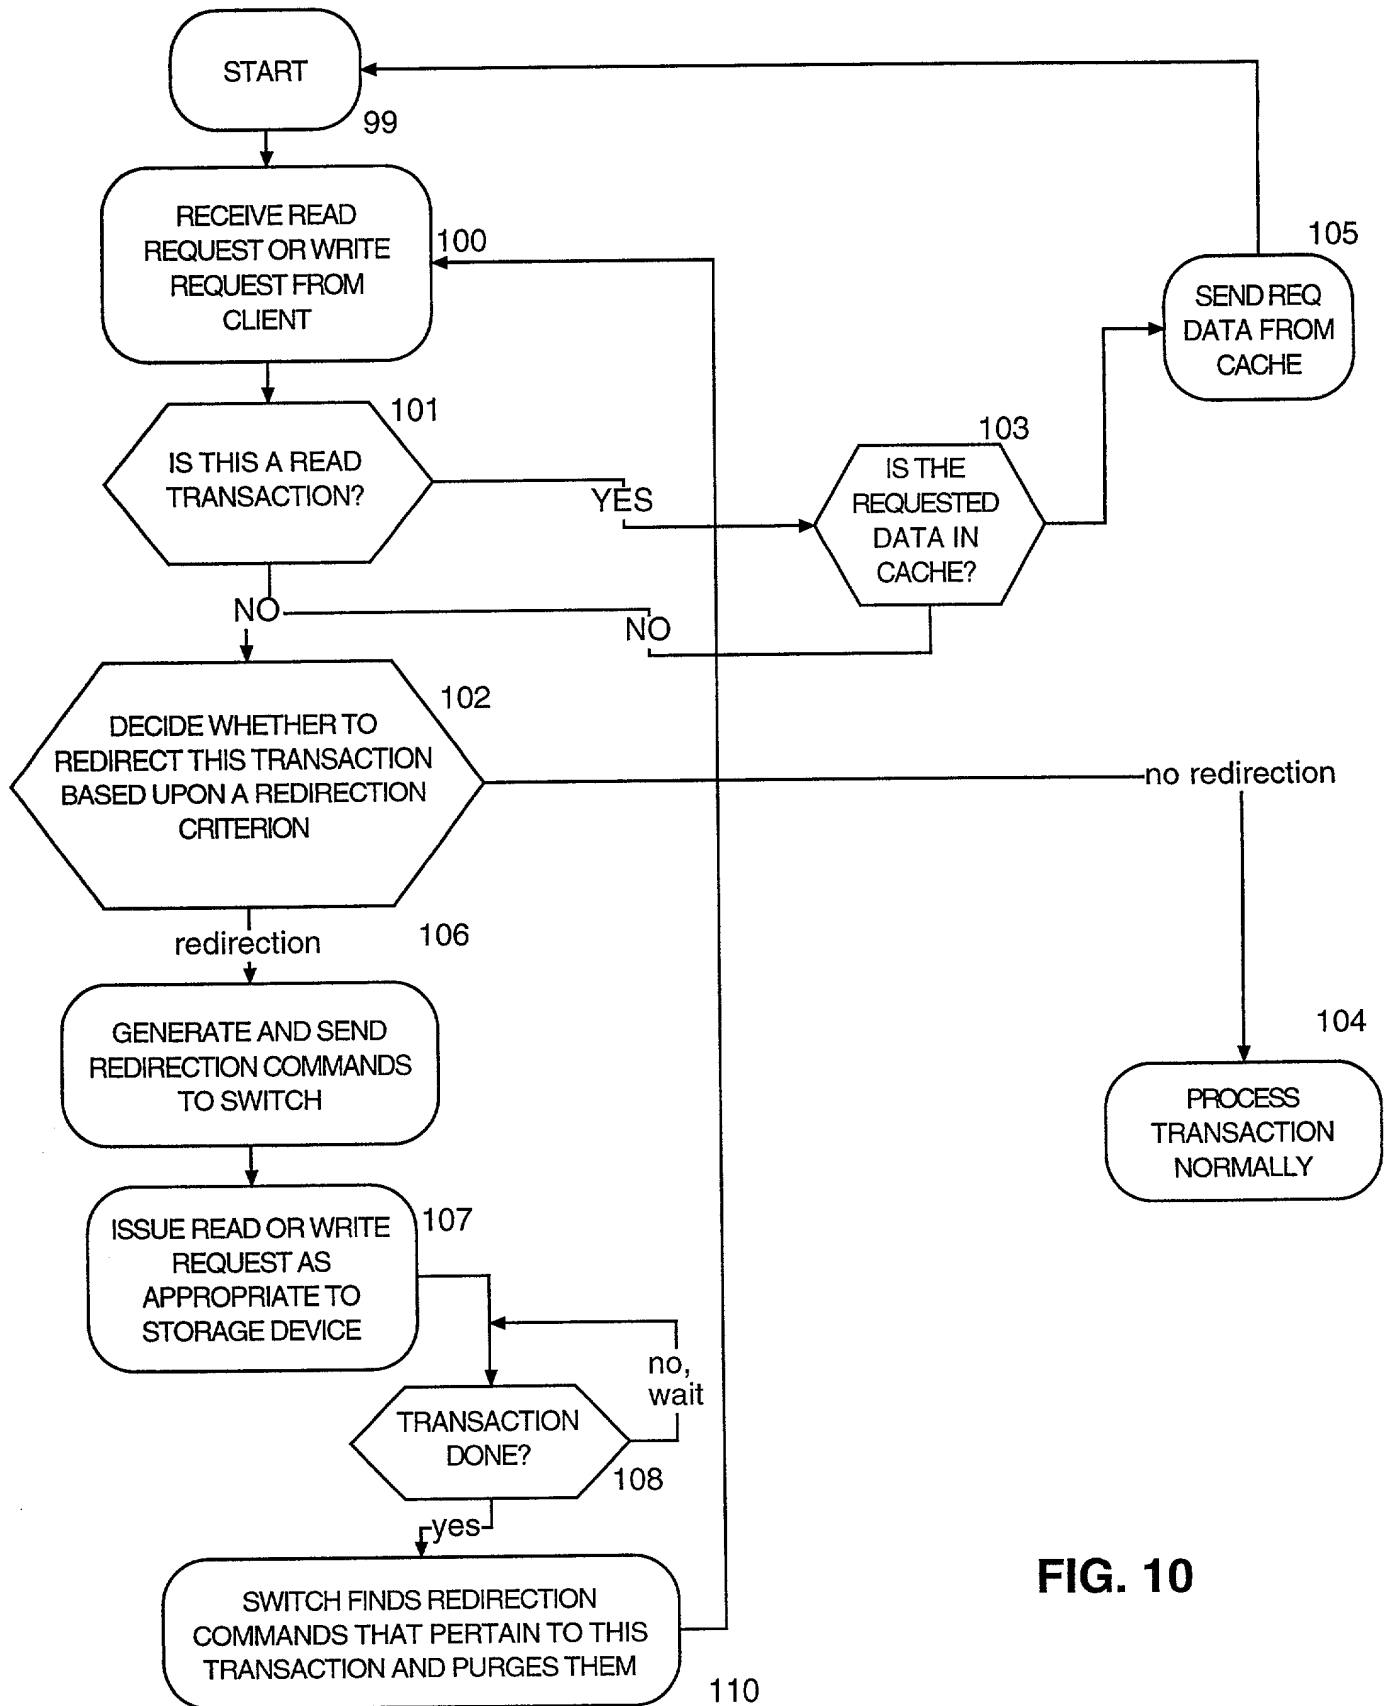 START
99
RECEIVE READ
REQUEST OR WRITE
REQUEST FROM
CLIENT
100
105
SEND REQ
DATA FROM
CACHE
101
IS THIS A READ
TRANSACTION?
YES
103
IS THE
REQUESTED
DATA IN
CACHE?
NO
NO
102
DECIDE WHETHER TO
REDIRECT THIS TRANSACTION
BASED UPON A REDIRECTION
CRITERION
no redirection
redirection
106
GENERATE AND SEND
REDIRECTION COMMANDS
TO SWITCH
104
PROCESS
TRANSACTION
NORMALLY
107
ISSUE READ OR WRITE
REQUEST AS
APPROPRIATE TO
STORAGE DEVICE
no,
wait
TRANSACTION
DONE?
108
yes
SWITCH FINDS REDIRECTION
COMMANDS THAT PERTAIN TO THIS
TRANSACTION AND PURGES THEM
110
FIG. 10